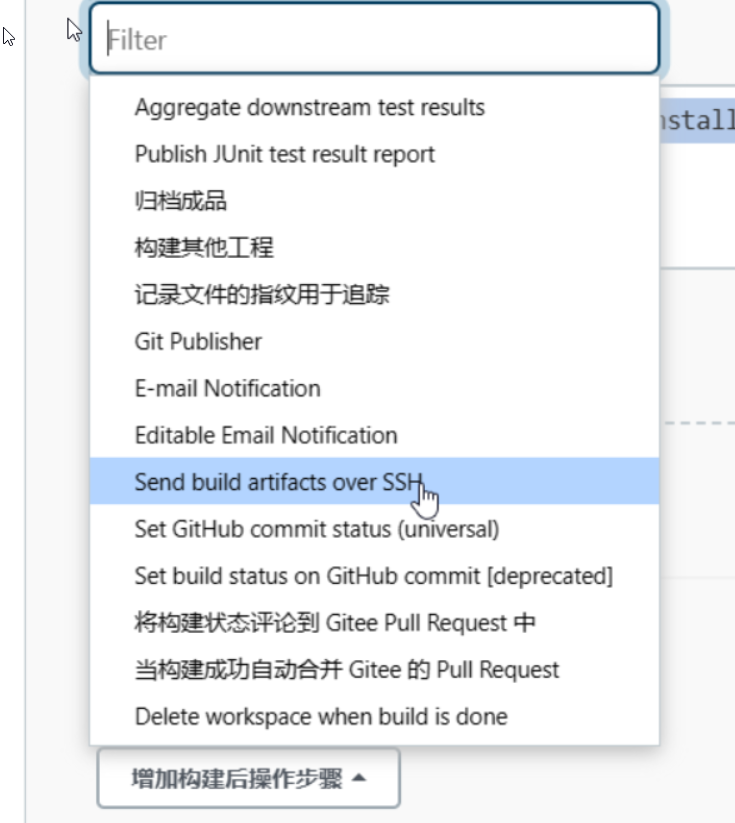 Filter
nstall
Aggregate downstream test results
Publish JUnit test result report
归档成品
构建其他工程
记录文件的指纹用于追踪
Git Publisher
E-mail Notification
Editable Email Notification
Send build artifacts over SSH
Set GitHub commit status (universal)
Set build status on GitHub commit [deprecated]
将构建状态评论到 Gitee Pull Request 中
当构建成功自动合并 Gitee 的 Pull Request
Delete workspace when build is done
增加构建后操作步骤